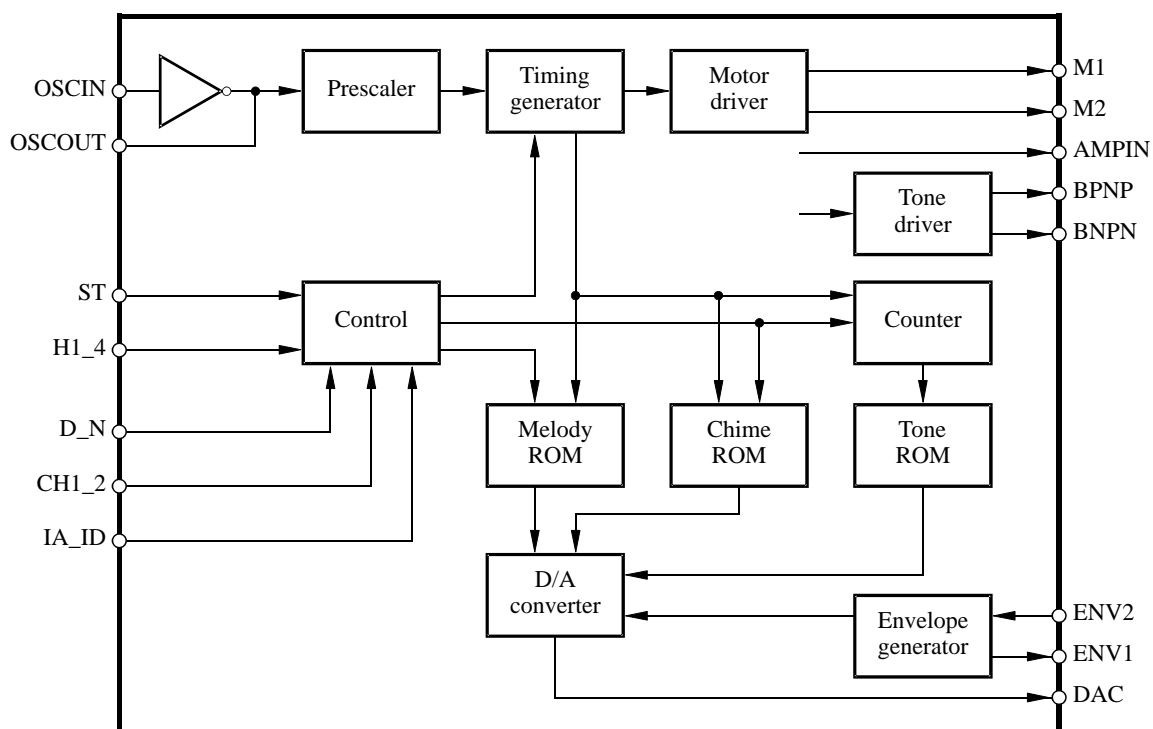 OSCIN
OSCOUT
Prescaler
Timing
generator
Motor
driver
M1
M2
AMPIN
Tone
driver
BPNP
BNPN
ST
H1_4
D_N
CH1_2
IA_ID
Control
Counter
Melody
ROM
Chime
ROM
Tone
ROM
D/A
converter
Envelope
generator
ENV2
ENV1
DAC